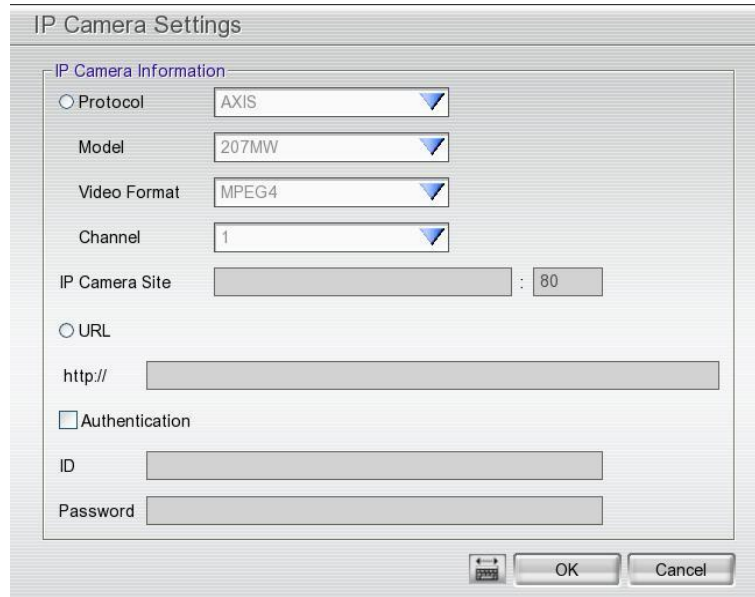 IP Camera Settings
IP Camera Information
Protocol AXIS
Model 207MW
Video Format MPEG4
Channel 1
IP Camera Site : 80
URL
http://
Authentication
ID
Password
OK Cancel